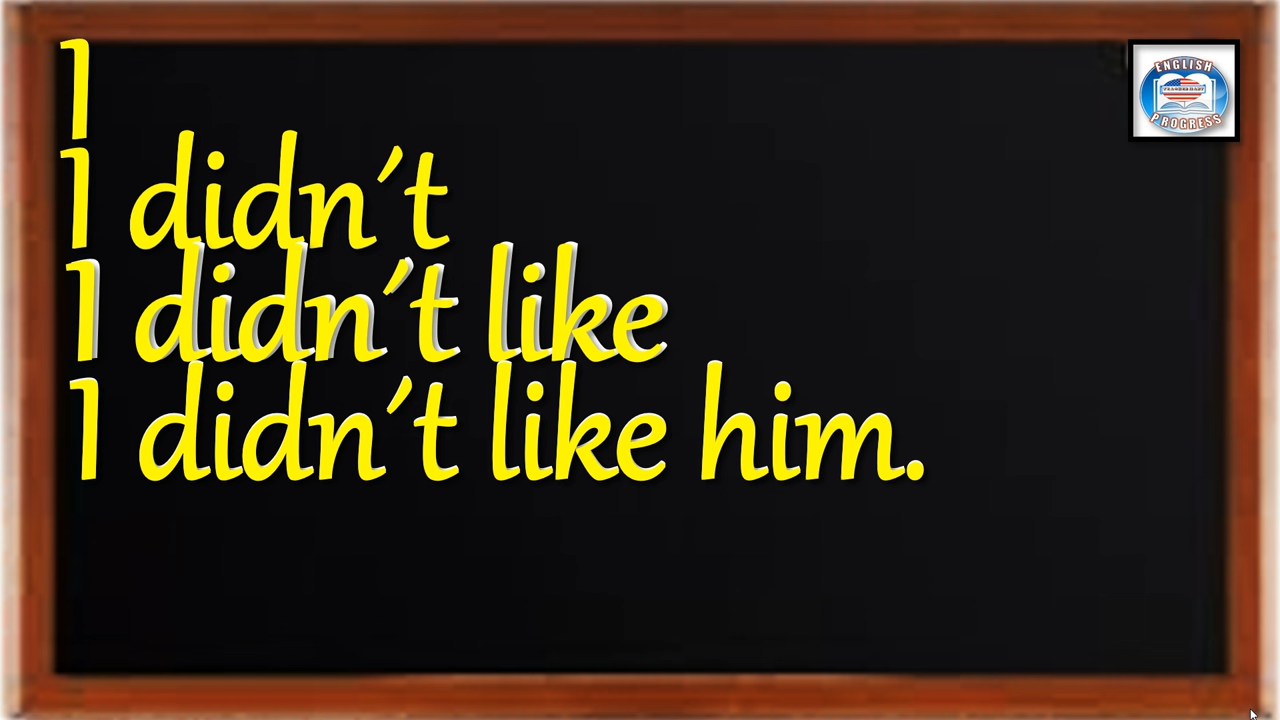 I
I didn't
I didn't like
I didn't like him.
ENGLISH
PROGRESS